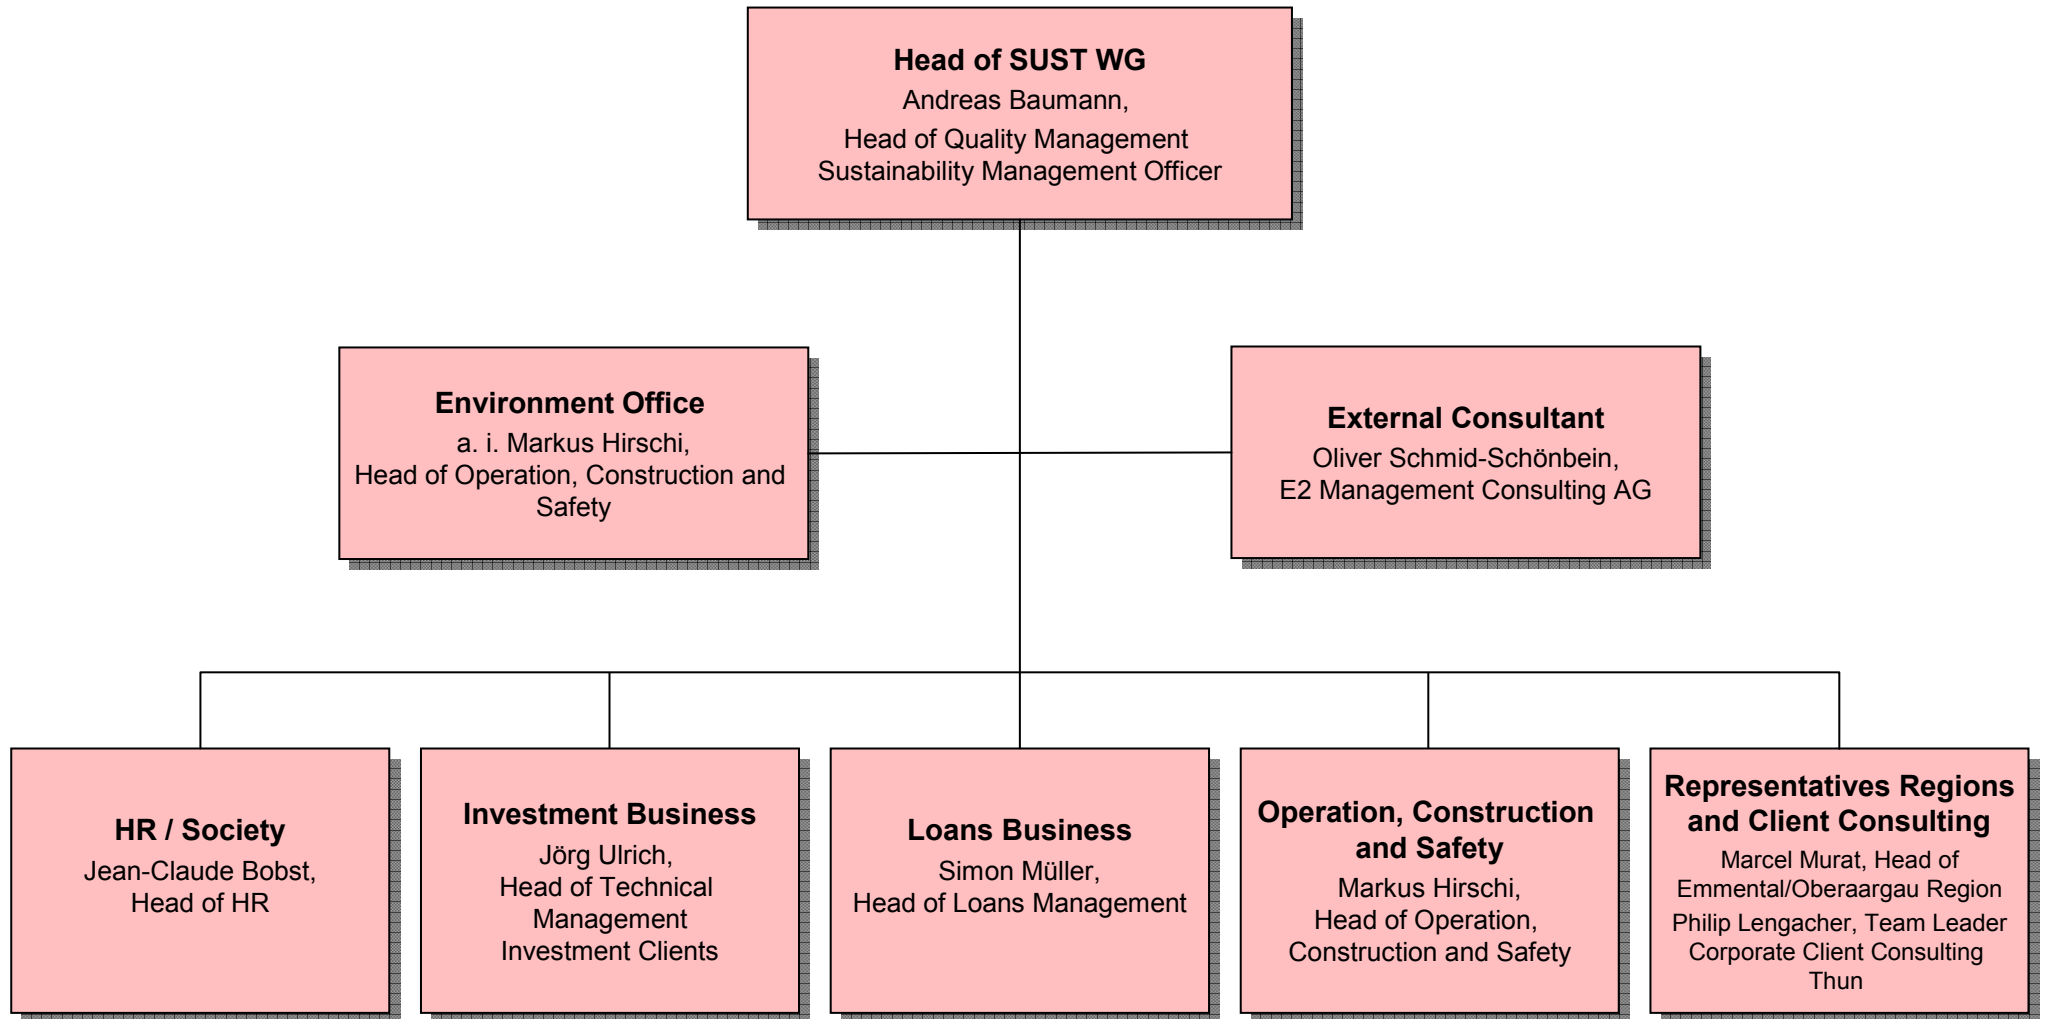 Head of SUST WG
Andreas Baumann,
Head of Quality Management
Sustainability Management Officer
Environment Office
a. i. Markus Hirschi,
Head of Operation, Construction and
Safety
External Consultant
Oliver Schmid-Schönbein,
E2 Management Consulting AG
HR / Society
Jean-Claude Bobst,
Head of HR
Investment Business
Jörg Ulrich,
Head of Technical
Management
Investment Clients
Loans Business
Simon Müller,
Head of Loans Management
Operation, Construction
and Safety
Markus Hirschi,
Head of Operation,
Construction and Safety
Representatives Regions
and Client Consulting
Marcel Murat, Head of
Emmental/Oberaargau Region
Philip Lengacher, Team Leader
Corporate Client Consulting
Thun